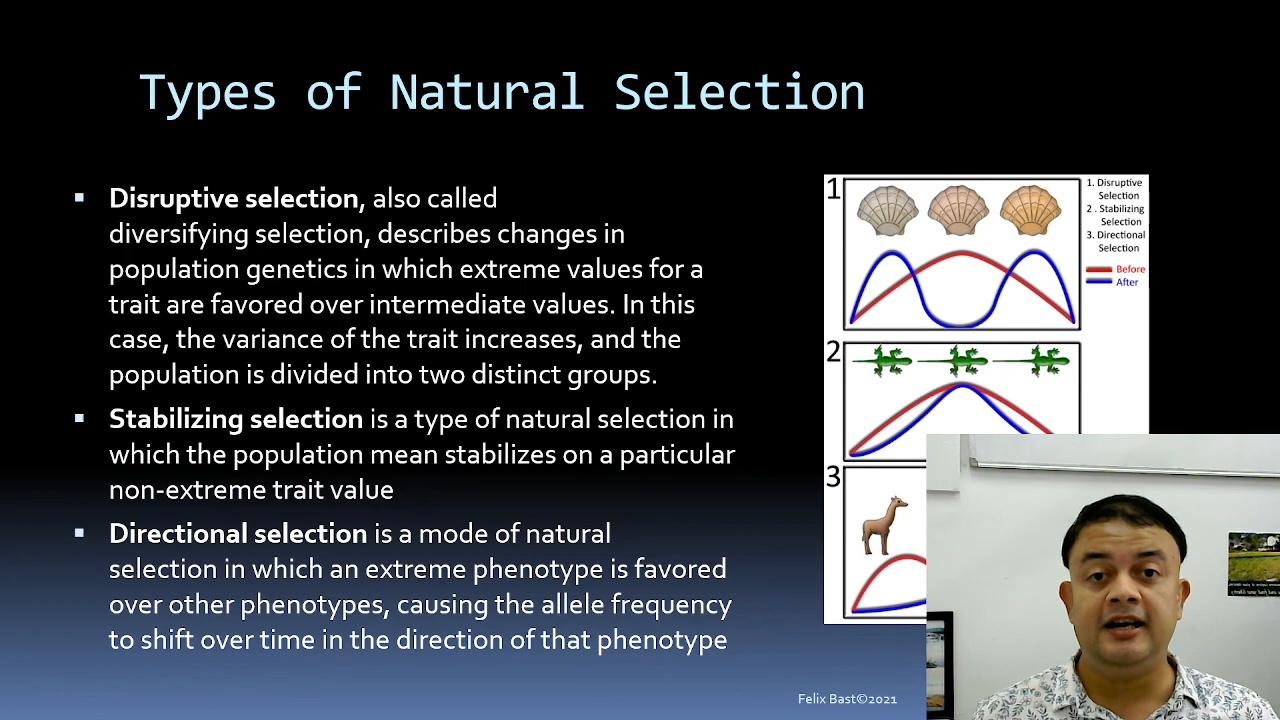 Types of Natural Selection
▪ Disruptive selection, also called
diversifying selection, describes changes in
population genetics in which extreme values for a
trait are favored over intermediate values. In this
case, the variance of the trait increases, and the
population is divided into two distinct groups.
▪ Stabilizing selection is a type of natural selection in
which the population mean stabilizes on a particular
non-extreme trait value
▪ Directional selection is a mode of natural
selection in which an extreme phenotype is favored
over other phenotypes, causing the allele frequency
to shift over time in the direction of that phenotype
1
1. Disruptive
Selection
2 . Stabilizing
Selection
3. Directional
Selection
Before
After
2
3
Felix Bast©2021